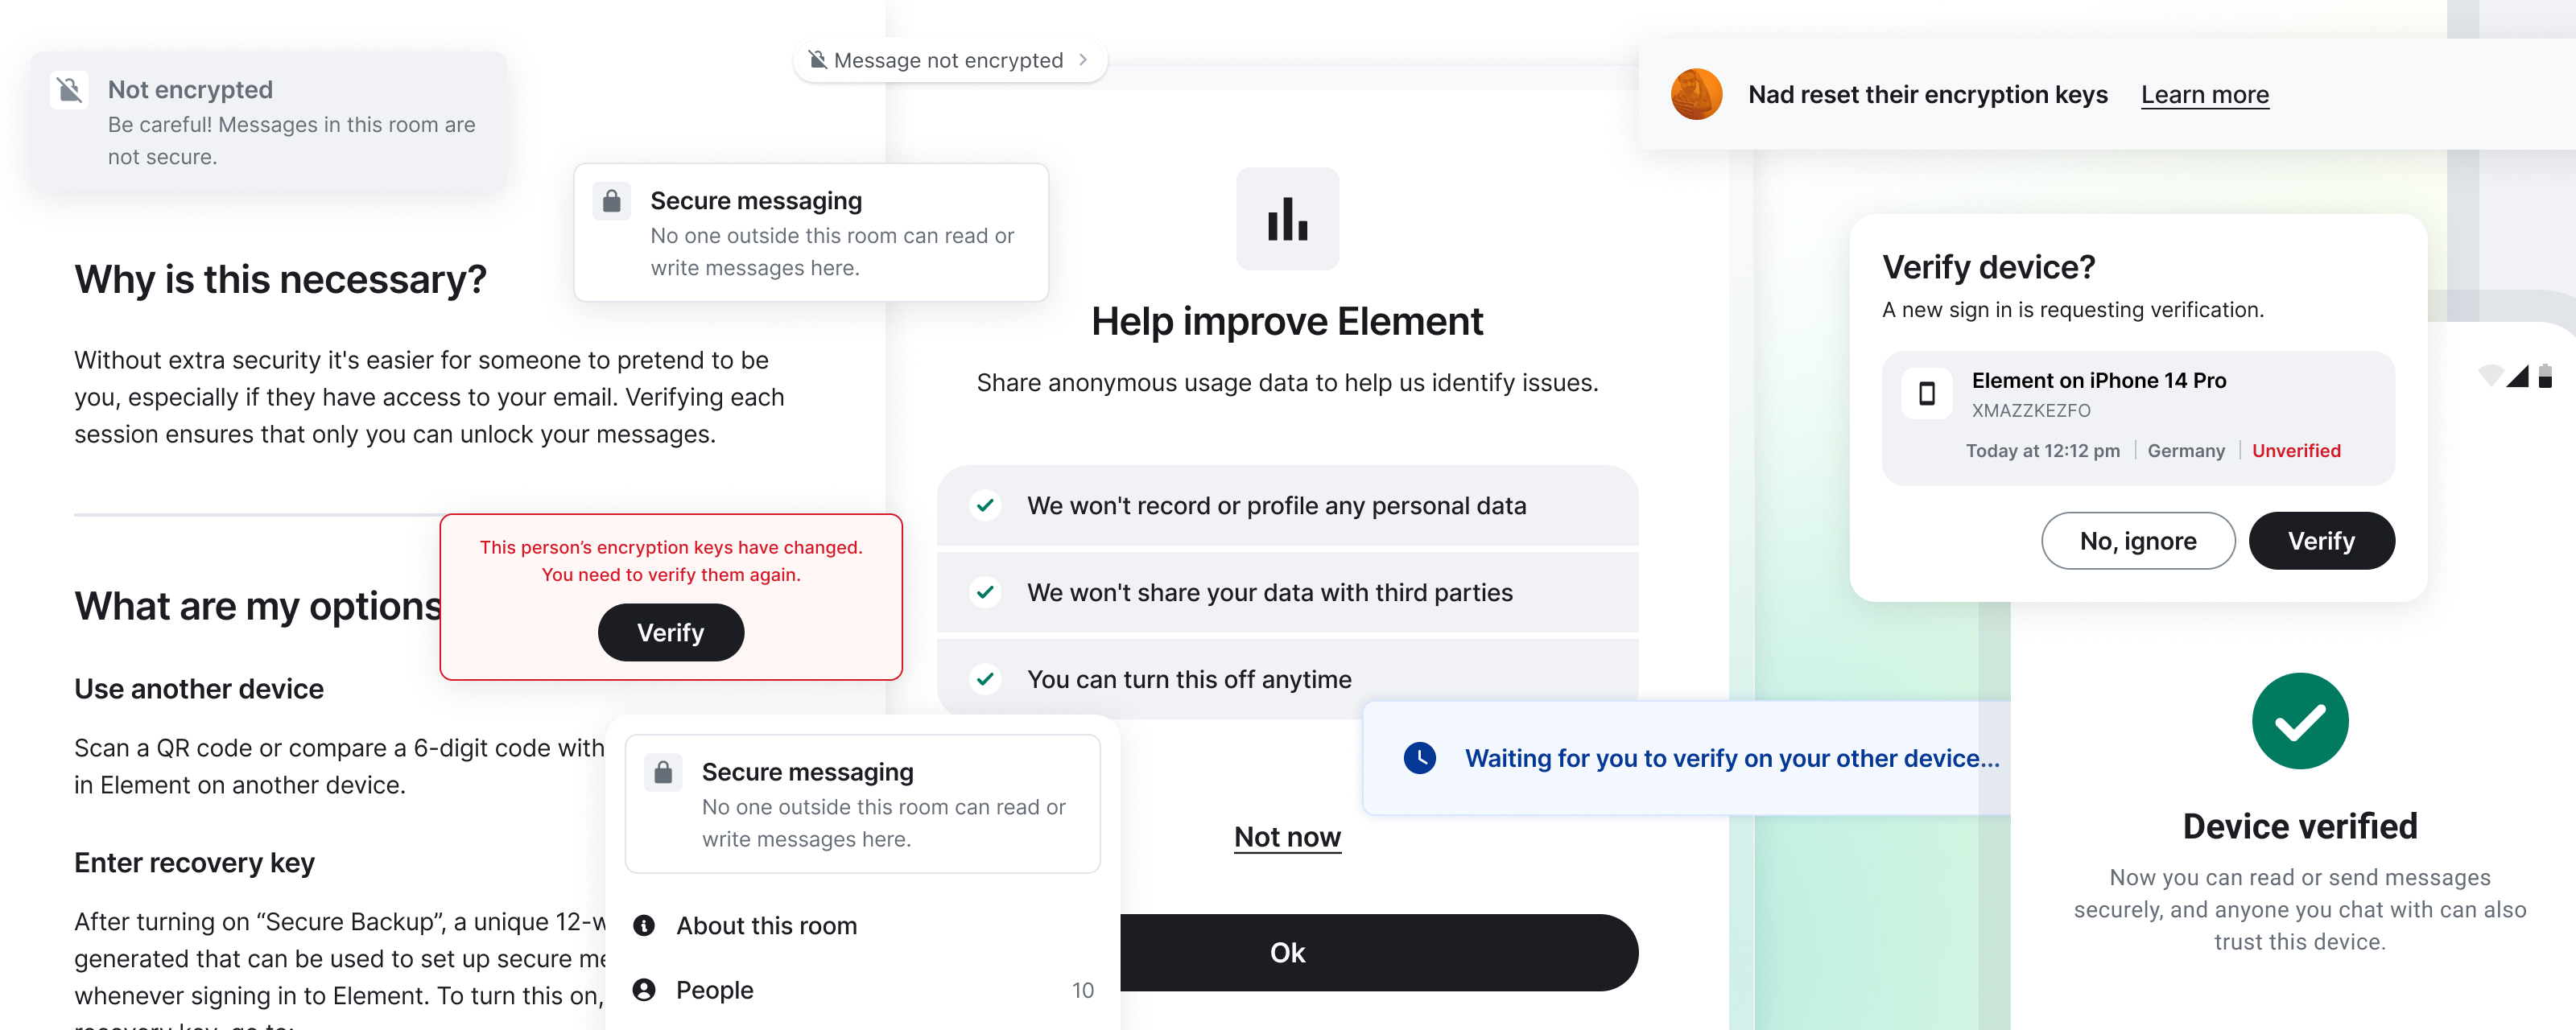 Not encrypted
Be careful! Messages in this room are
not secure.
Why is this necessary?
Without extra security it's easier for someone to pretend to be
you, especially if they have access to your email. Verifying each
session ensures that only you can unlock your messages.
What are my options
Use another device
Scan a QR code or compare a 6-digit code with
in Element on another device.
Enter recovery key
After turning on “Secure Backup”, a unique 12-w
generated that can be used to set up secure me
whenever signing in to Element. To turn this on,
Message not encrypted
Secure messaging
No one outside this room can read or
write messages here.
This person’s encryption keys have changed.
You need to verify them again.
Verify
Secure messaging
No one outside this room can read or
write messages here.
About this room
People 10
Help improve Element
Share anonymous usage data to help us identify issues.
We won't record or profile any personal data
We won't share your data with third parties
You can turn this off anytime
Not now
Ok
Waiting for you to verify on your other device...
Nad reset their encryption keys Learn more
Verify device?
A new sign in is requesting verification.
Element on iPhone 14 Pro
XMAZZKEZFO
Today at 12:12 pm Germany Unverified
No, ignore Verify
Device verified
Now you can read or send messages
securely, and anyone you chat with can also
trust this device.